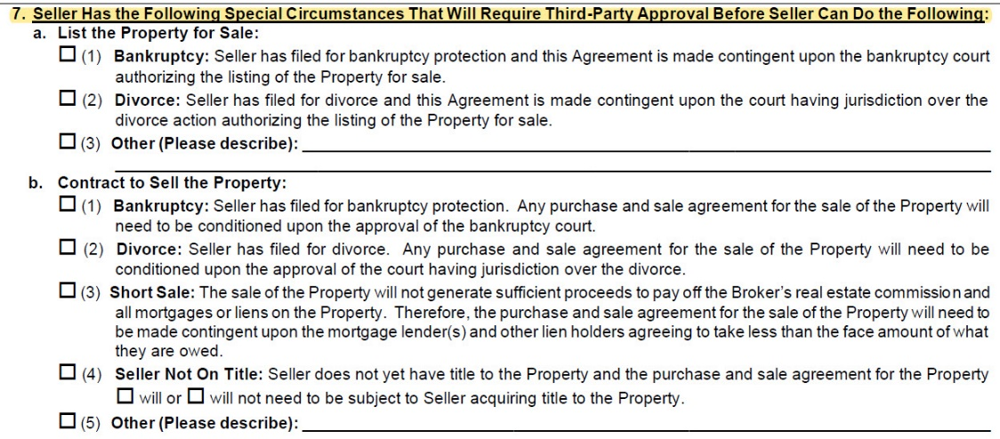 7. Seller Has the Following Special Circumstances That Will Require Third-Party Approval Before Seller Can Do the Following:
a. List the Property for Sale:
☐ (1) Bankruptcy: Seller has filed for bankruptcy protection and this Agreement is made contingent upon the bankruptcy court
authorizing the listing of the Property for sale.
☐ (2) Divorce: Seller has filed for divorce and this Agreement is made contingent upon the court having jurisdiction over the
divorce action authorizing the listing of the Property for sale.
☐ (3) Other (Please describe):
b. Contract to Sell the Property:
☐ (1) Bankruptcy: Seller has filed for bankruptcy protection. Any purchase and sale agreement for the sale of the Property will
need to be conditioned upon the approval of the bankruptcy court.
☐ (2) Divorce: Seller has filed for divorce. Any purchase and sale agreement for the sale of the Property will need to be
conditioned upon the approval of the court having jurisdiction over the divorce.
☐ (3) Short Sale: The sale of the Property will not generate sufficient proceeds to pay off the Broker's real estate commission and
all mortgages or liens on the Property. Therefore, the purchase and sale agreement for the sale of the Property will need to
be made contingent upon the mortgage lender(s) and other lien holders agreeing to take less than the face amount of what
they are owed.
☐ (4) Seller Not On Title: Seller does not yet have title to the Property and the purchase and sale agreement for the Property
☐ will or ☐ will not need to be subject to Seller acquiring title to the Property.
☐ (5) Other (Please describe):